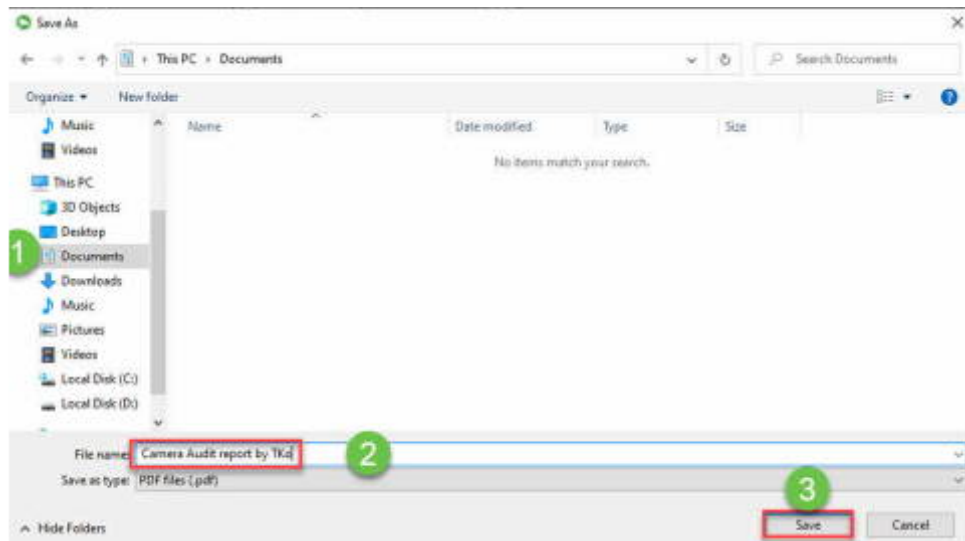 Save As
This PC › Documents
Search Documents
Organize
New folder
Name
Date modified
Type
Size
No items match your search.
Music
Videos
This PC
3D Objects
Desktop
1
Documents
Downloads
Music
Pictures
Videos
Local Disk (C:)
Local Disk (D:)
File name: Camera Audit report by TKa
2
Save as type: PDF files (.pdf)
3
Hide Folders
Save
Cancel